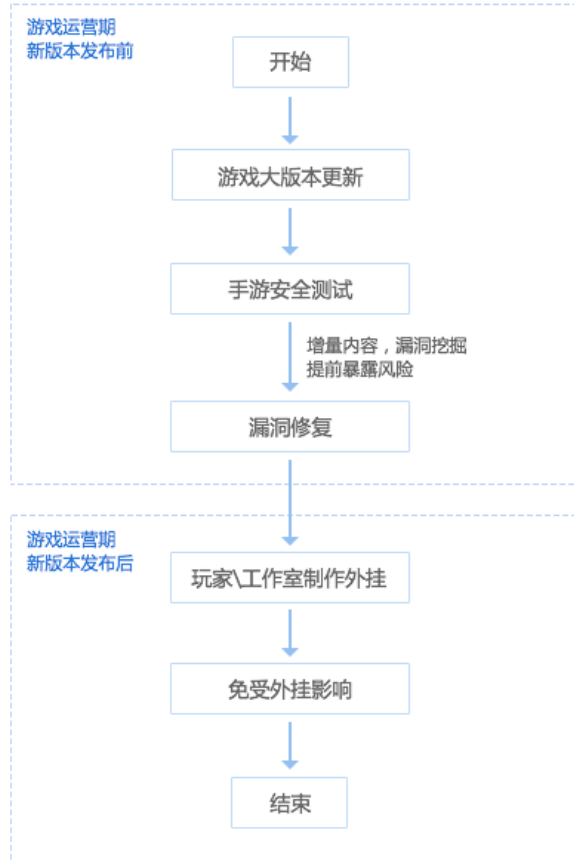 游戏运营期
新版本发布前
开始
游戏大版本更新
手游安全测试
增量内容，漏洞挖掘
提前暴露风险
漏洞修复
游戏运营期
新版本发布后
玩家\工作室制作外挂
免受外挂影响
结束